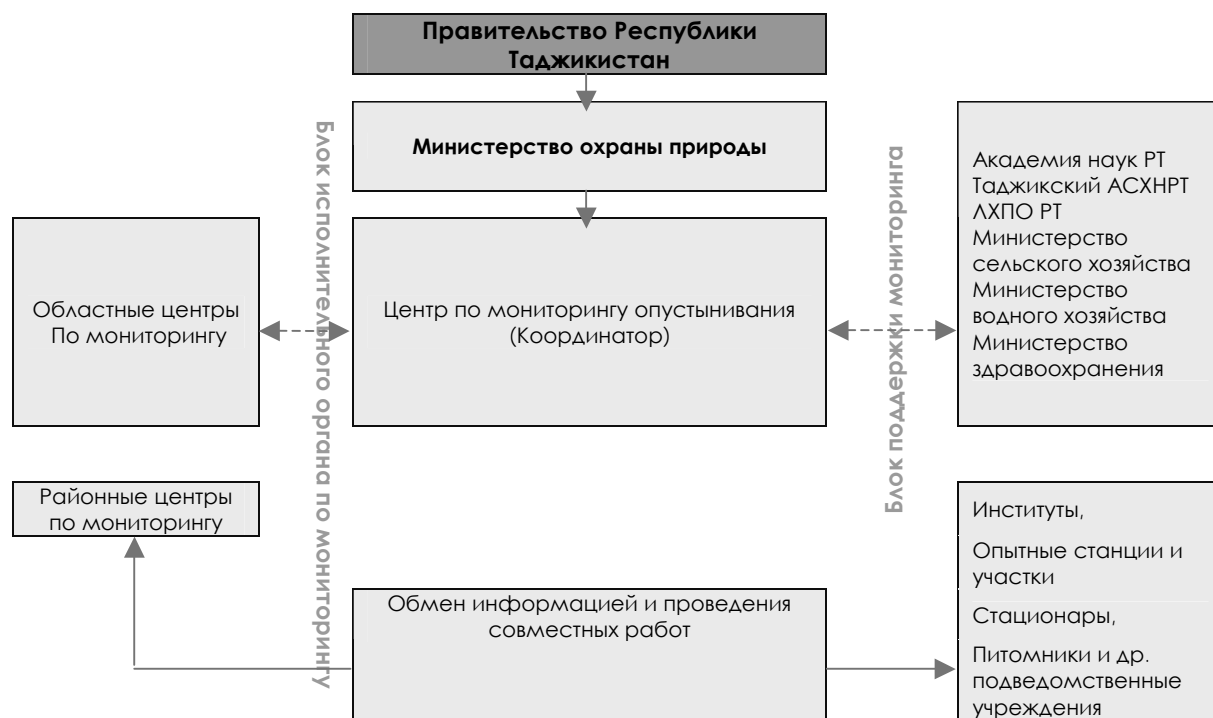 Правительство Республики
Таджикистан
Министерство охраны природы
Блок исполнительного органа по мониторингу
Блок поддержки мониторинга
Областные центры
По мониторингу
Центр по мониторингу опустынивания
(Координатор)
Академия наук РТ
Таджикский АСХНРТ
ЛХПО РТ
Министерство
сельского хозяйства
Министерство
водного хозяйства
Министерство
здравоохранения
Районные центры
по мониторингу
Обмен информацией и проведения
совместных работ
Институты,
Опытные станции и
участки
Стационары,
Питомники и др.
подведомственные
учреждения